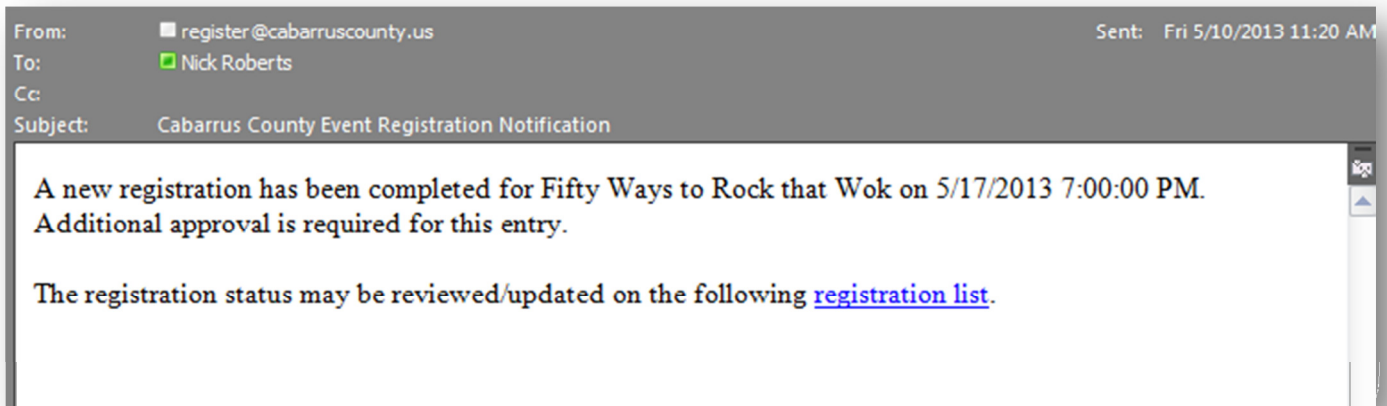 From: register@cabarruscounty.us Sent: Fri 5/10/2013 11:20 AM
To: Nick Roberts
Cc:
Subject: Cabarrus County Event Registration Notification
A new registration has been completed for Fifty Ways to Rock that Wok on 5/17/2013 7:00:00 PM.
Additional approval is required for this entry.
The registration status may be reviewed/updated on the following registration list.